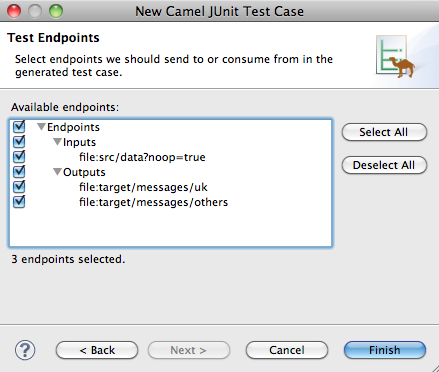 New Camel JUnit Test Case
Test Endpoints
Select endpoints we should send to or consume from in the
generated test case.
Available endpoints:
Endpoints
Inputs
file:src/data?noop=true
Outputs
file:target/messages/uk
file:target/messages/others
Select All
Deselect All
3 endpoints selected.
?
< Back
Next >
Cancel
Finish